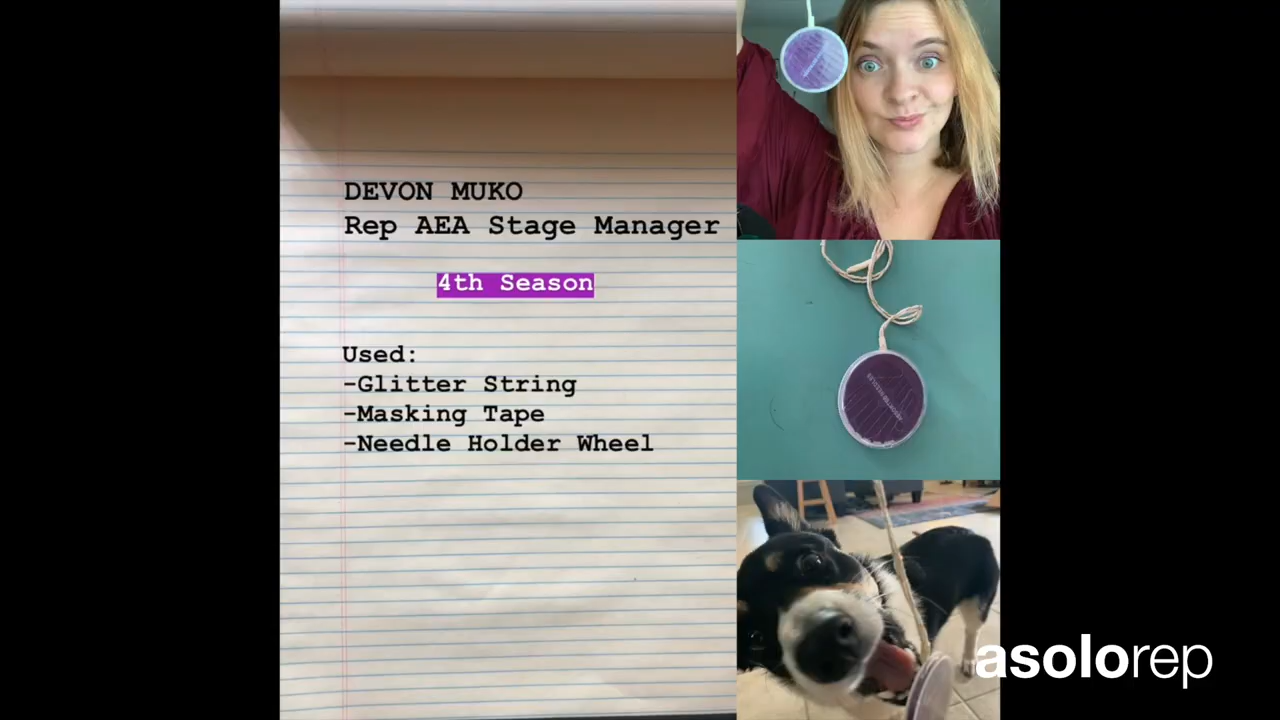 DEVON MUKO
Rep AEA Stage Manager
4th Season
Used:
-Glitter String
-Masking Tape
-Needle Holder Wheel
asolorep